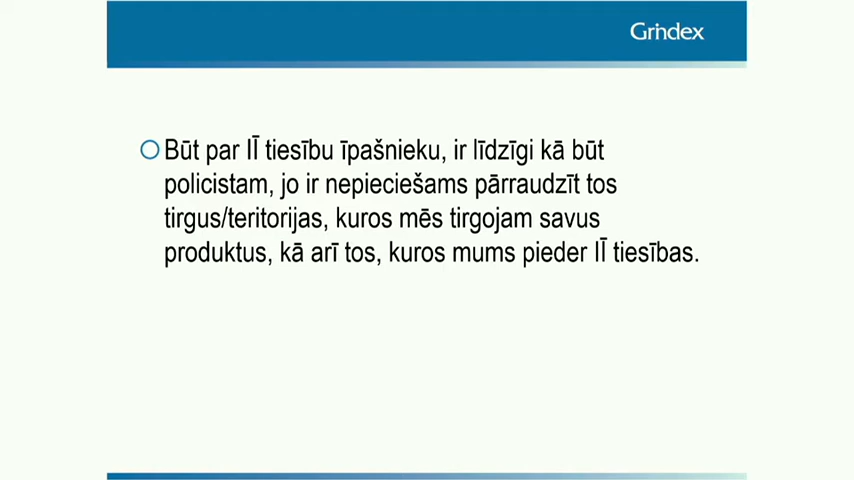 Grindex
Būt par IĪ tiesību īpašnieku, ir līdzīgi kā būt
policistam, jo ir nepieciešams pārraudzīt tos
tirgus/teritorijas, kuros mēs tirgojam savus
produktus, kā arī tos, kuros mums pieder IĪ tiesības.